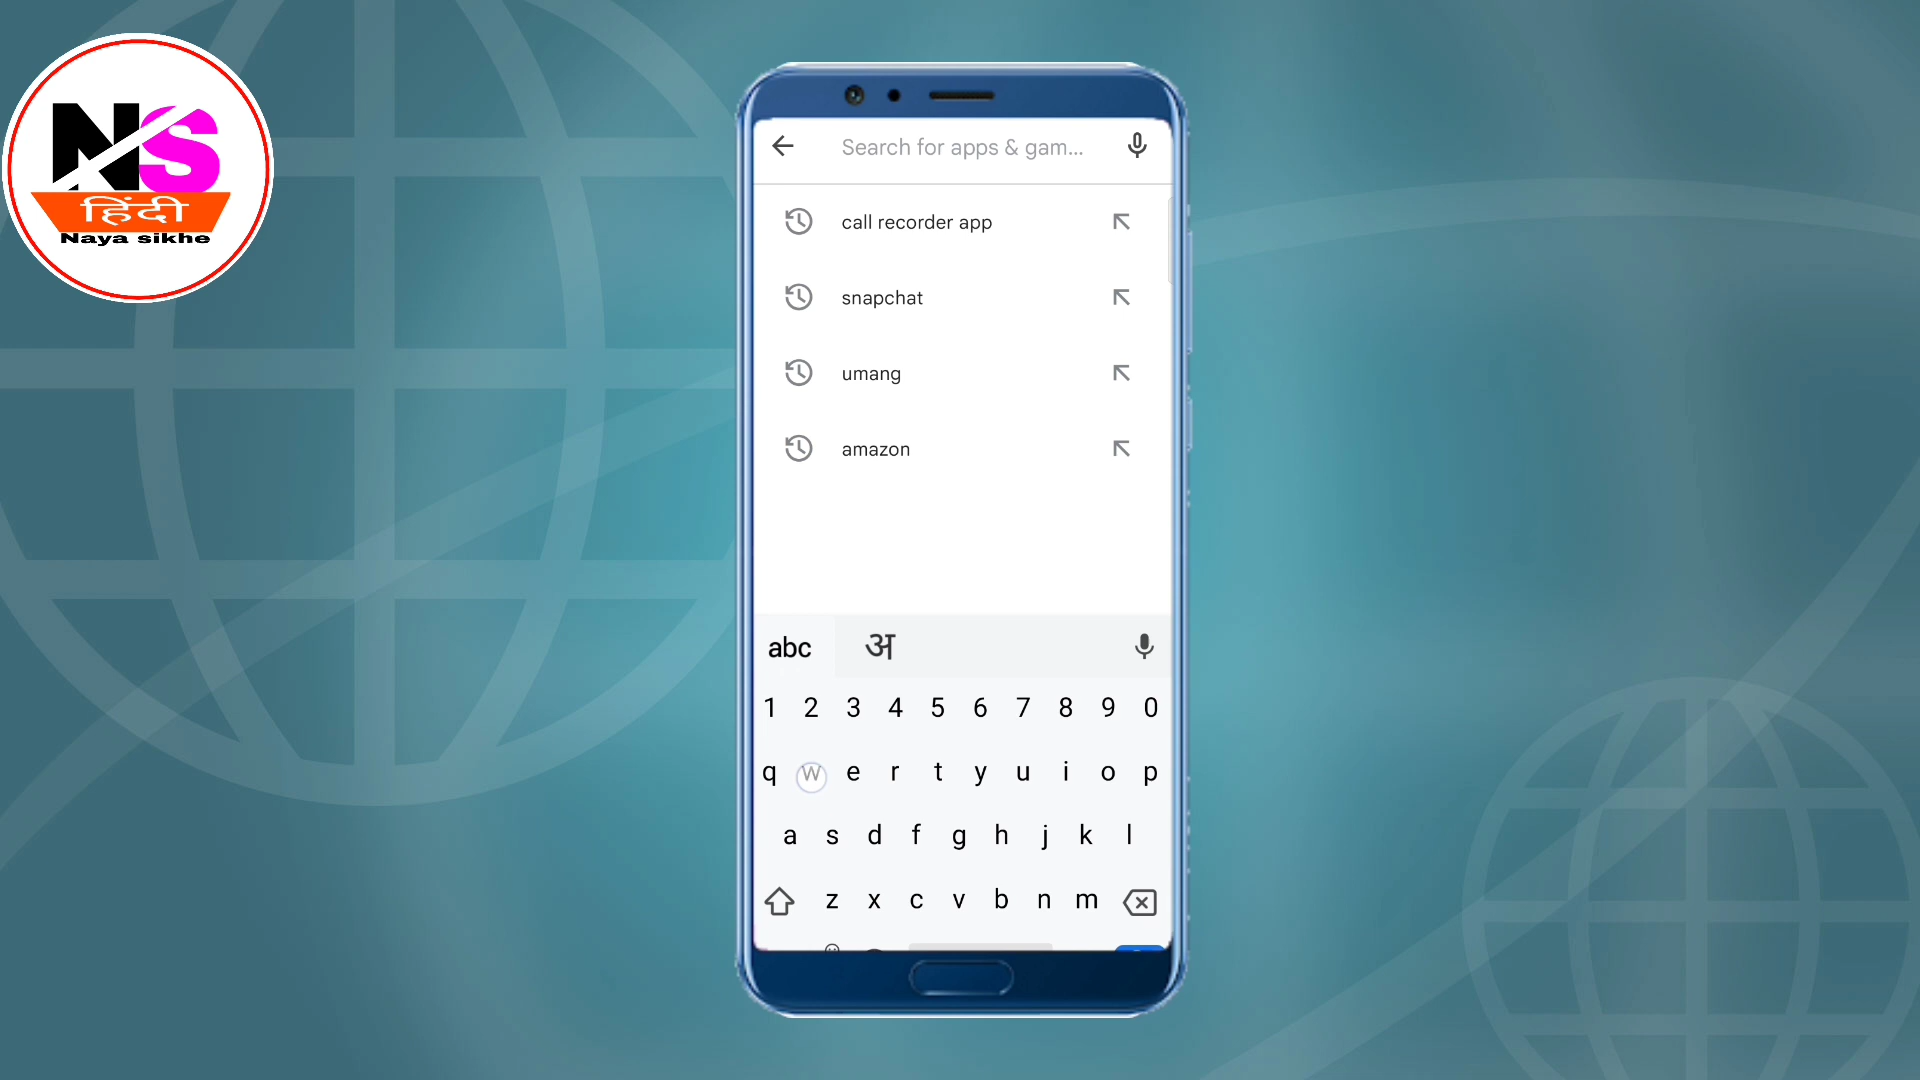 NS
हिंदी
Naya sikhe
Search for apps & gam...
call recorder app
snapchat
umang
amazon
abc अ
1 2 3 4 5 6 7 8 9 0
q w e r t y u i o p
a s d f g h j k l
z x c v b n m